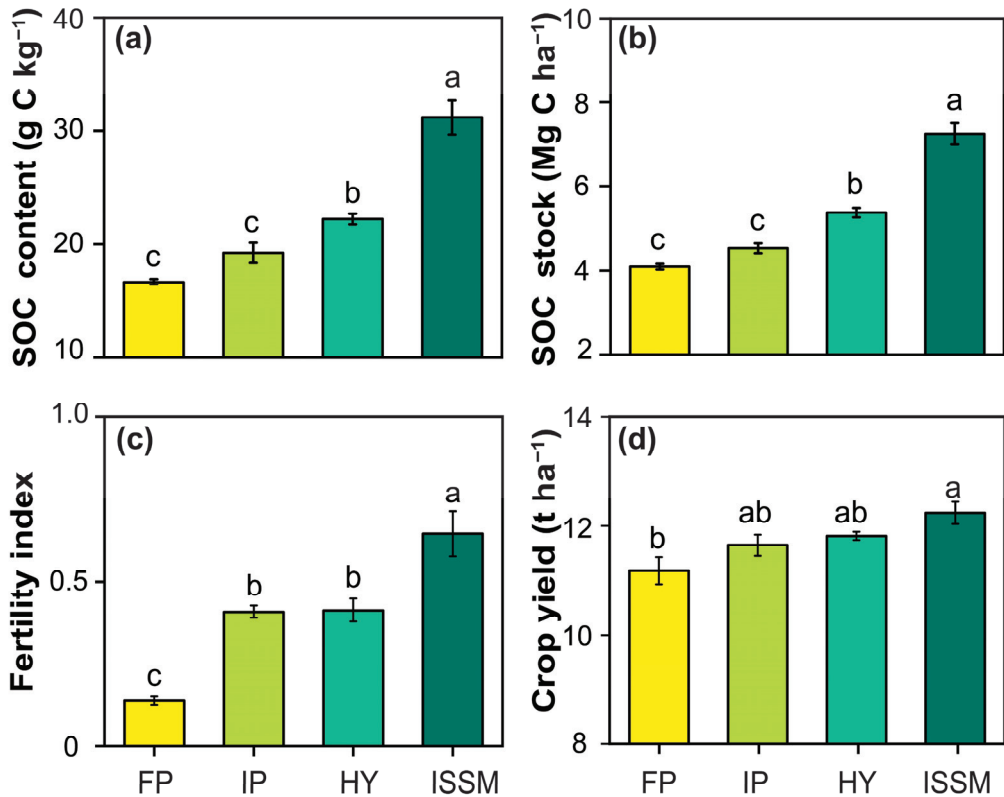 (a)
SOC content (g C kg⁻¹)
40
30
20
10
c
c
b
a
(b)
SOC stock (Mg C ha⁻¹)
10
8
6
4
2
c
c
b
a
(c)
Fertility index
1.0
0.5
0
c
b
b
a
FP IP HY ISSM
(d)
Crop yield (t ha⁻¹)
14
12
10
8
b
ab
ab
a
FP IP HY ISSM